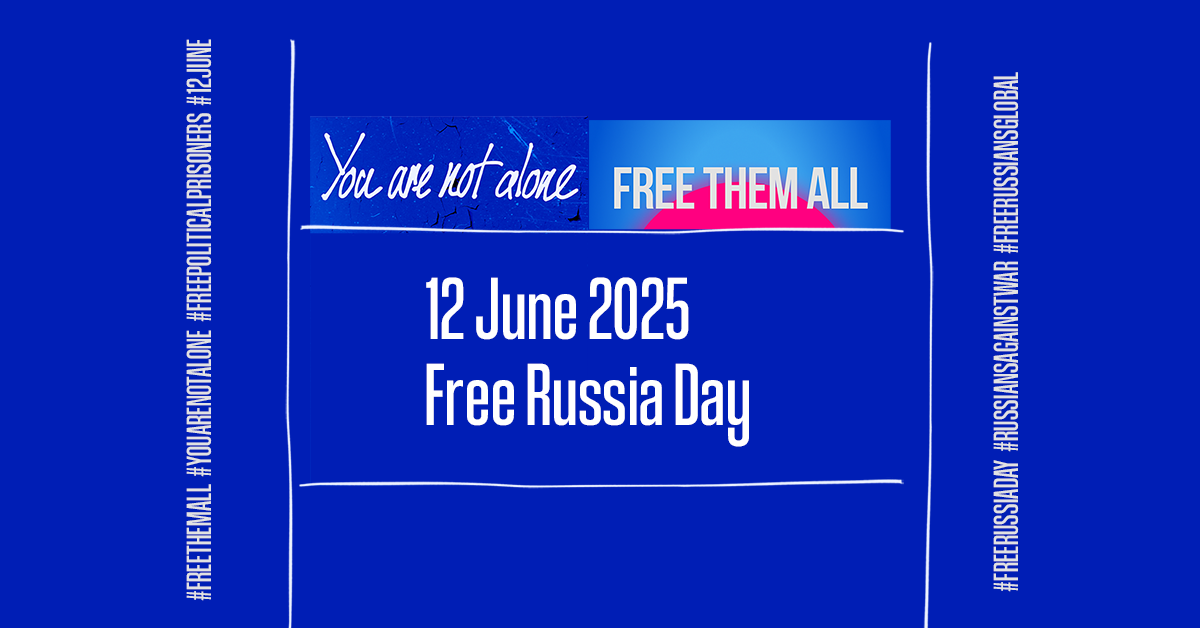 #FREETHEMALL #YOUARENOTALONE #FREEPOLITICALPRISONERS #12JUNE
You are not alone
FREE THEM ALL
12 June 2025
Free Russia Day
#FREERUSSIADAY #RUSSIANSAGAINSTWAR #FREERUSSIANSGLOBAL